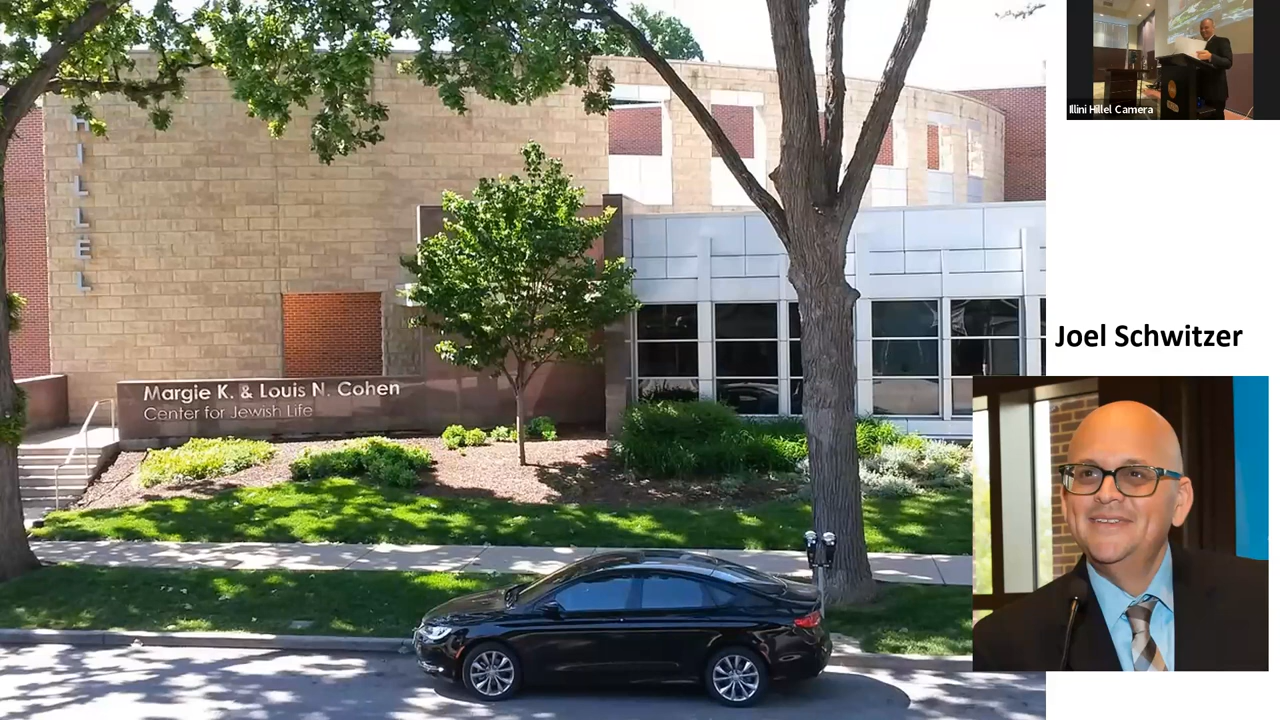 HILLEL
Margie K. & Louis N. Cohen
Center for Jewish Life
Illini Hillel Camera
Joel Schwitzer